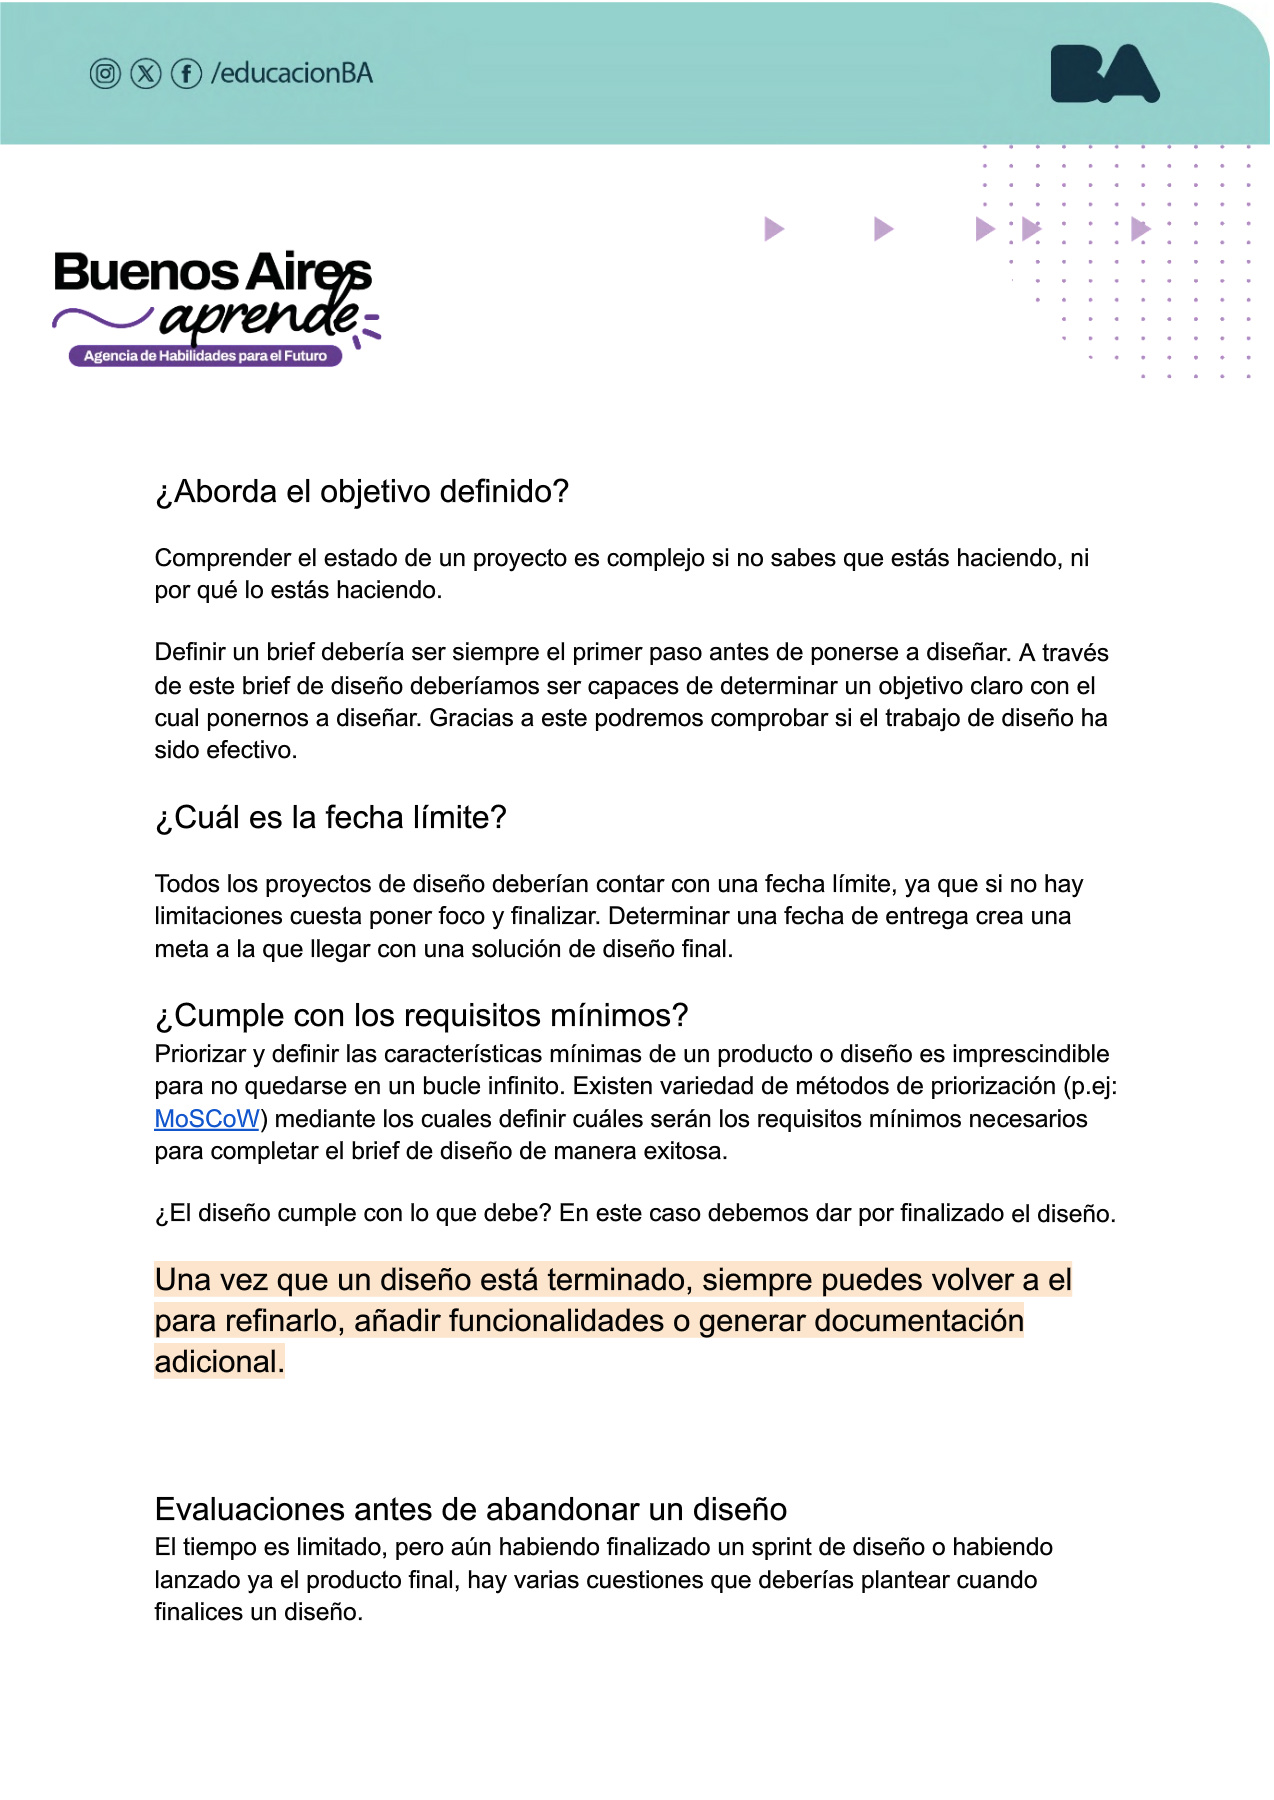 /educacionBA
BA
Buenos Aires
aprende
Agencia de Habilidades para el Futuro
¿Aborda el objetivo definido?
Comprender el estado de un proyecto es complejo si no sabes que estás haciendo, ni
por qué lo estás haciendo.
Definir un brief debería ser siempre el primer paso antes de ponerse a diseñar. A través
de este brief de diseño deberíamos ser capaces de determinar un objetivo claro con el
cual ponernos a diseñar. Gracias a este podremos comprobar si el trabajo de diseño ha
sido efectivo.
¿Cuál es la fecha límite?
Todos los proyectos de diseño deberían contar con una fecha límite, ya que si no hay
limitaciones cuesta poner foco y finalizar. Determinar una fecha de entrega crea una
meta a la que llegar con una solución de diseño final.
¿Cumple con los requisitos mínimos?
Priorizar y definir las características mínimas de un producto o diseño es imprescindible
para no quedarse en un bucle infinito. Existen variedad de métodos de priorización (p.ej:
MoSCoW) mediante los cuales definir cuáles serán los requisitos mínimos necesarios
para completar el brief de diseño de manera exitosa.
¿El diseño cumple con lo que debe? En este caso debemos dar por finalizado el diseño.
Una vez que un diseño está terminado, siempre puedes volver a el
para refinarlo, añadir funcionalidades o generar documentación
adicional.
Evaluaciones antes de abandonar un diseño
El tiempo es limitado, pero aún habiendo finalizado un sprint de diseño o habiendo
lanzado ya el producto final, hay varias cuestiones que deberías plantear cuando
finalices un diseño.